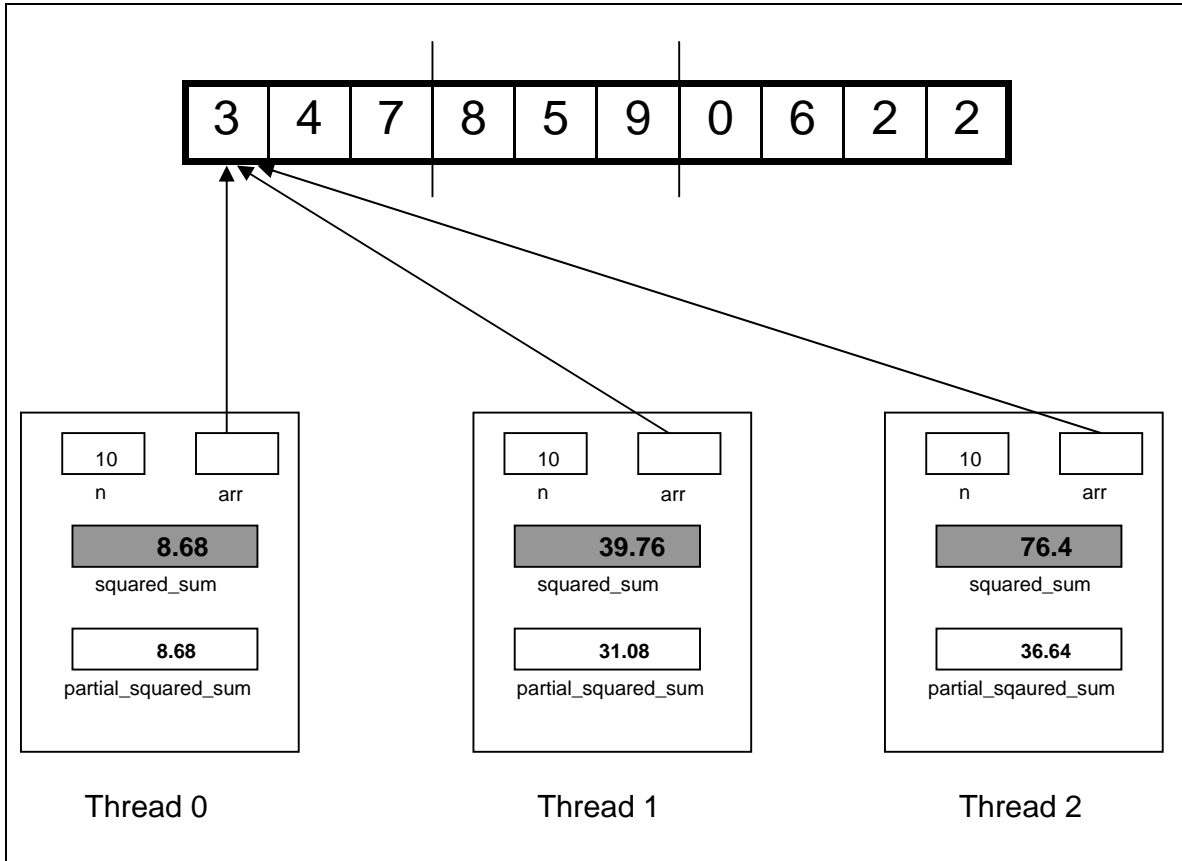 3 4 7 8 5 9 0 6 2 2
10
n arr
8.68
squared_sum
8.68
partial_squared_sum
Thread 0
10
n arr
39.76
squared_sum
31.08
partial_squared_sum
Thread 1
10
n arr
76.4
squared_sum
36.64
partial_sqaured_sum
Thread 2